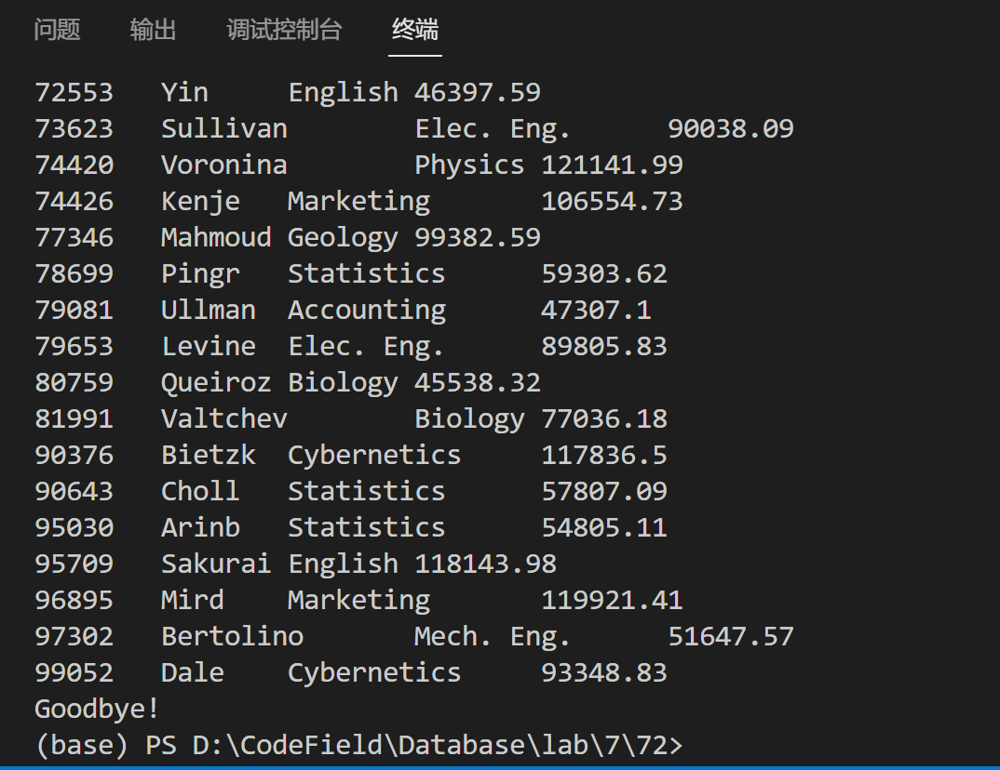 问题 输出 调试控制台 终端
72553 Yin English 46397.59
73623 Sullivan Elec. Eng. 90038.09
74420 Voronina Physics 121141.99
74426 Kenje Marketing 106554.73
77346 Mahmoud Geology 99382.59
78699 Pingr Statistics 59303.62
79081 Ullman Accounting 47307.1
79653 Levine Elec. Eng. 89805.83
80759 Queiroz Biology 45538.32
81991 Valtchev Biology 77036.18
90376 Bietzk Cybernetics 117836.5
90643 Choll Statistics 57807.09
95030 Arinb Statistics 54805.11
95709 Sakurai English 118143.98
96895 Mird Marketing 119921.41
97302 Bertolino Mech. Eng. 51647.57
99052 Dale Cybernetics 93348.83
Goodbye!
(base) PS D:\CodeField\Database\lab\7\72>